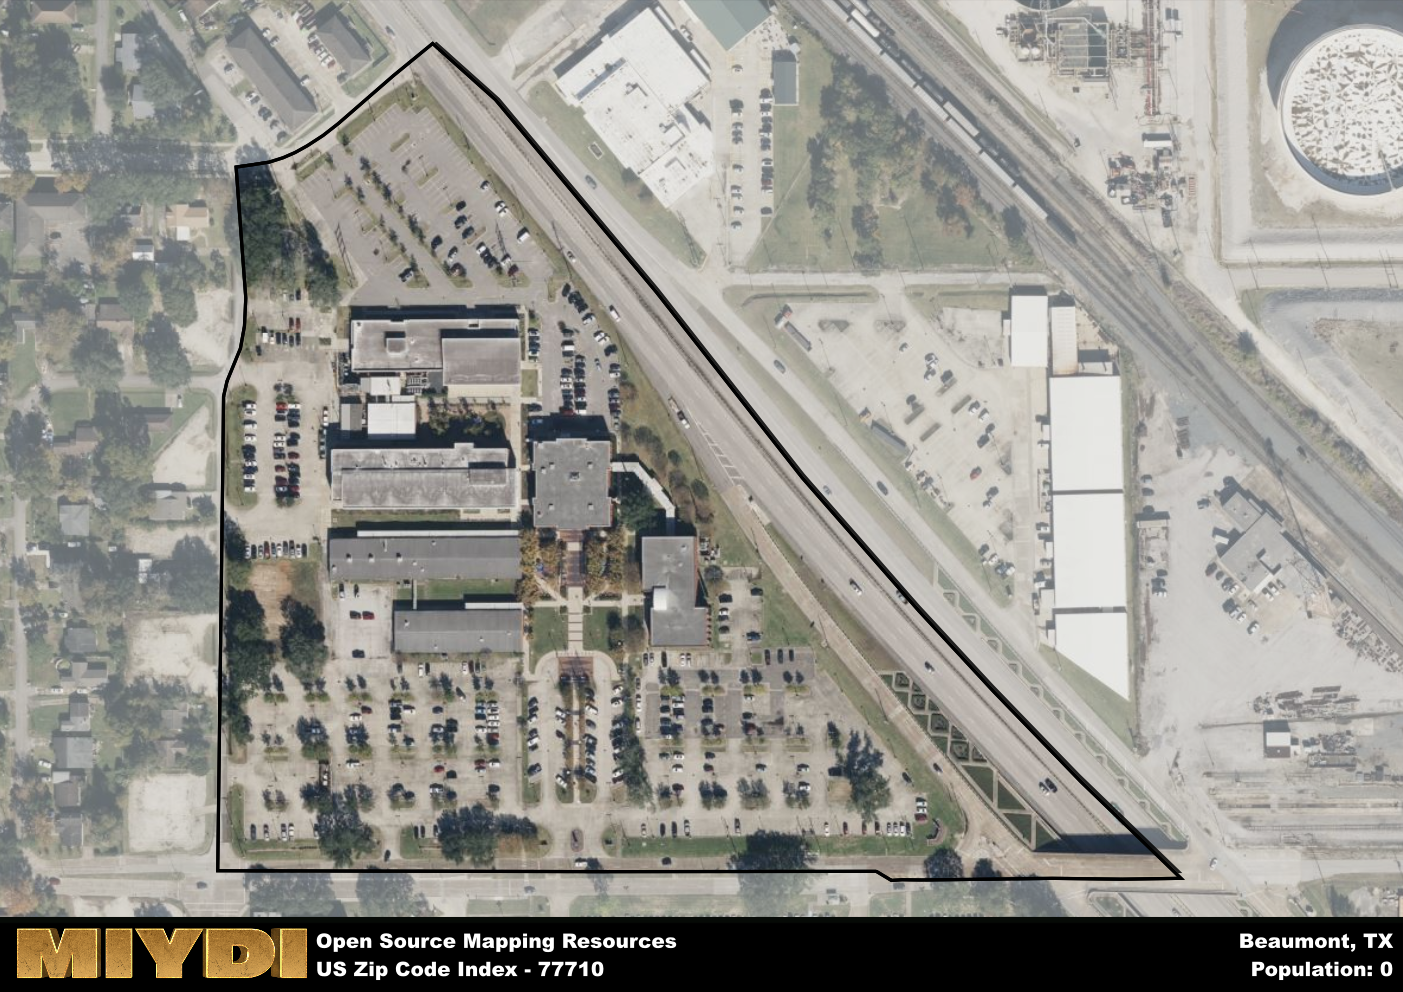 MIYDI
Open Source Mapping Resources
US Zip Code Index - 77710
Beaumont, TX
Population: 0